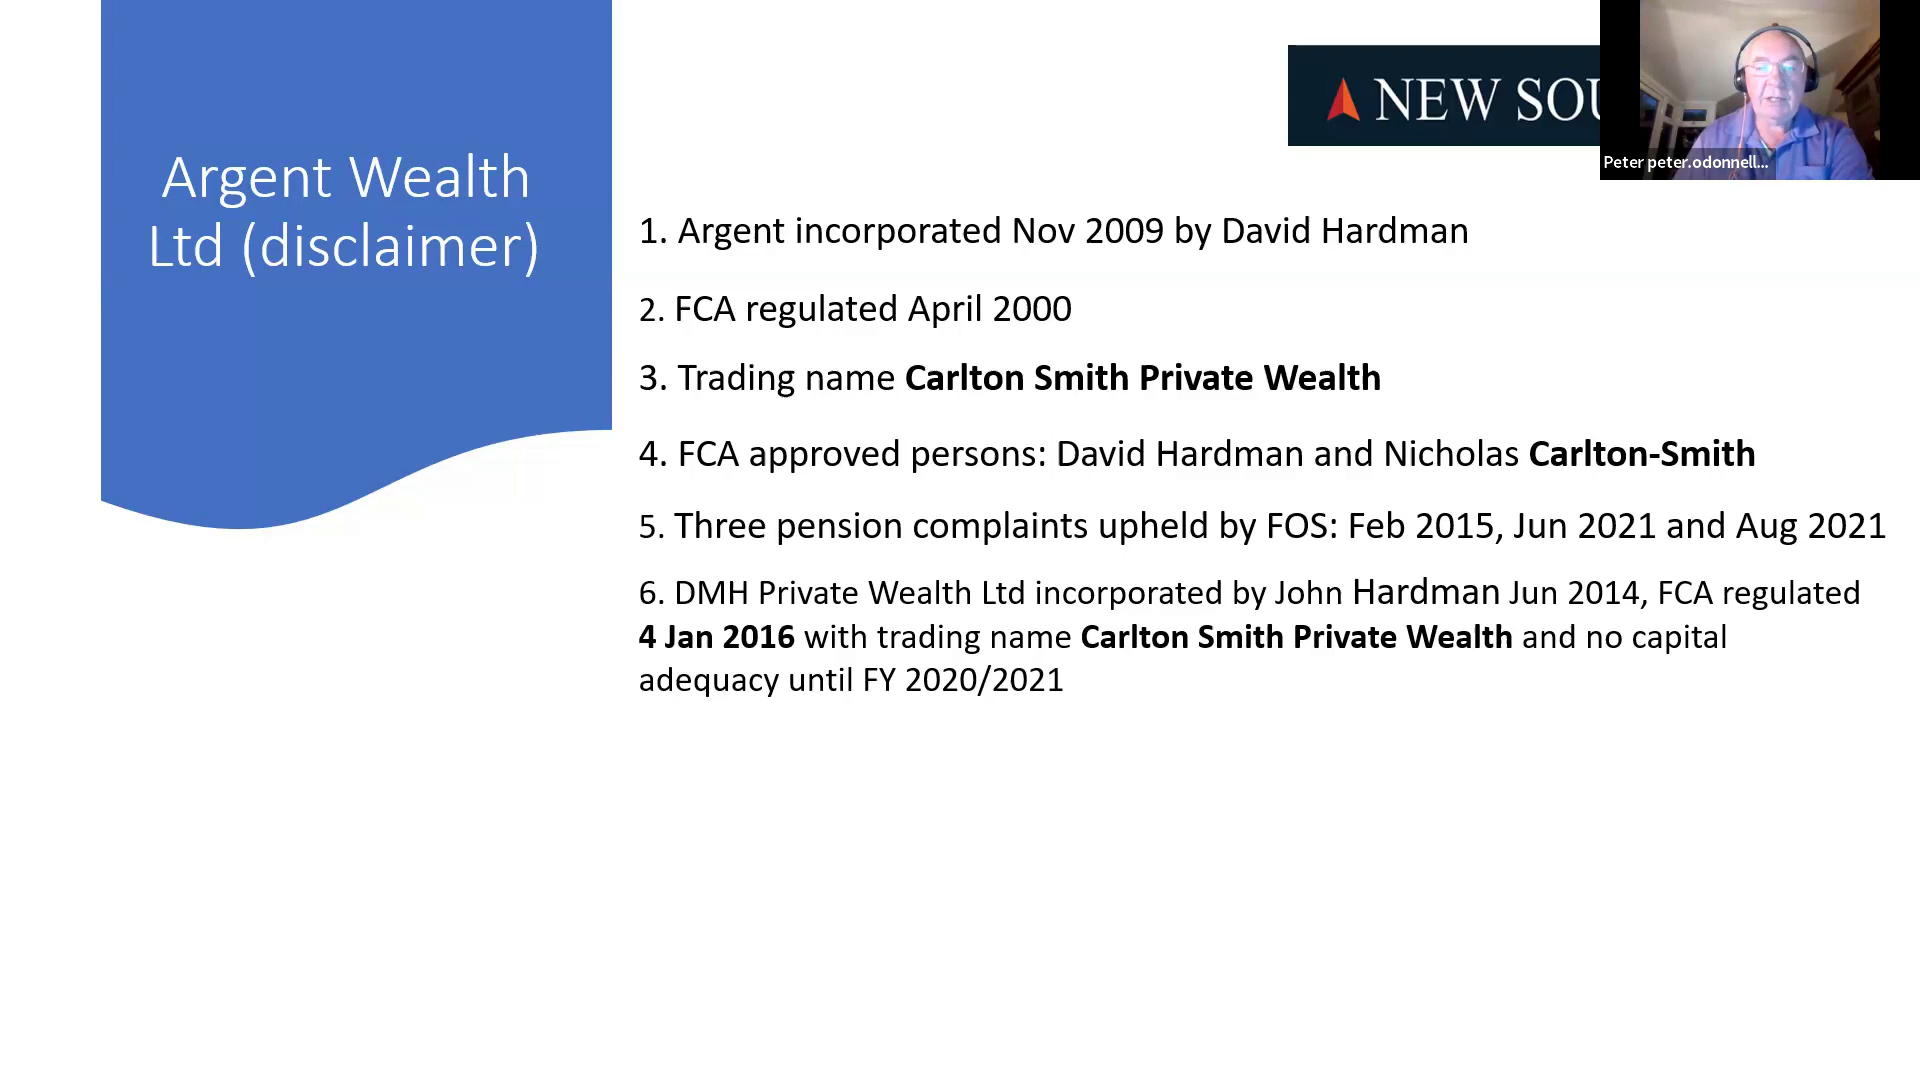 Argent Wealth
Ltd (disclaimer)
NEW SOU
Peter peter.odonnell...
1. Argent incorporated Nov 2009 by David Hardman
2. FCA regulated April 2000
3. Trading name Carlton Smith Private Wealth
4. FCA approved persons: David Hardman and Nicholas Carlton-Smith
5. Three pension complaints upheld by FOS: Feb 2015, Jun 2021 and Aug 2021
6. DMH Private Wealth Ltd incorporated by John Hardman Jun 2014, FCA regulated
4 Jan 2016 with trading name Carlton Smith Private Wealth and no capital
adequacy until FY 2020/2021